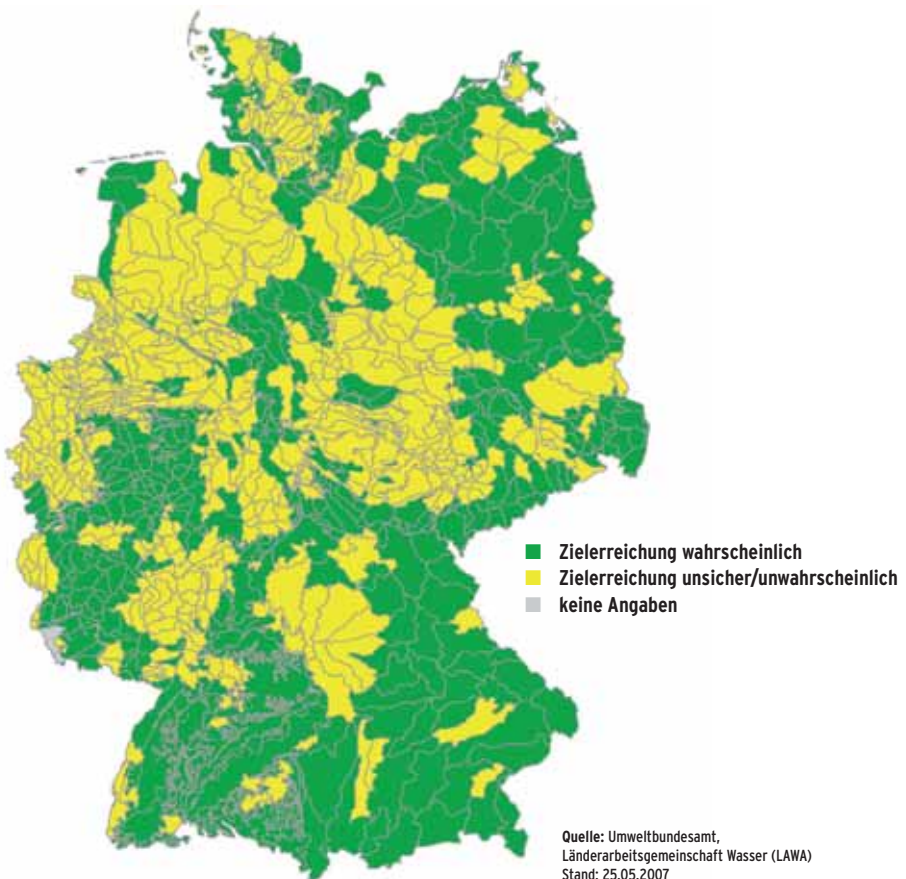 Zielerreichung wahrscheinlich
Zielerreichung unsicher/unwahrscheinlich
keine Angaben
Quelle: Umweltbundesamt,
Länderarbeitsgemeinschaft Wasser (LAWA)
Stand: 25.05.2007